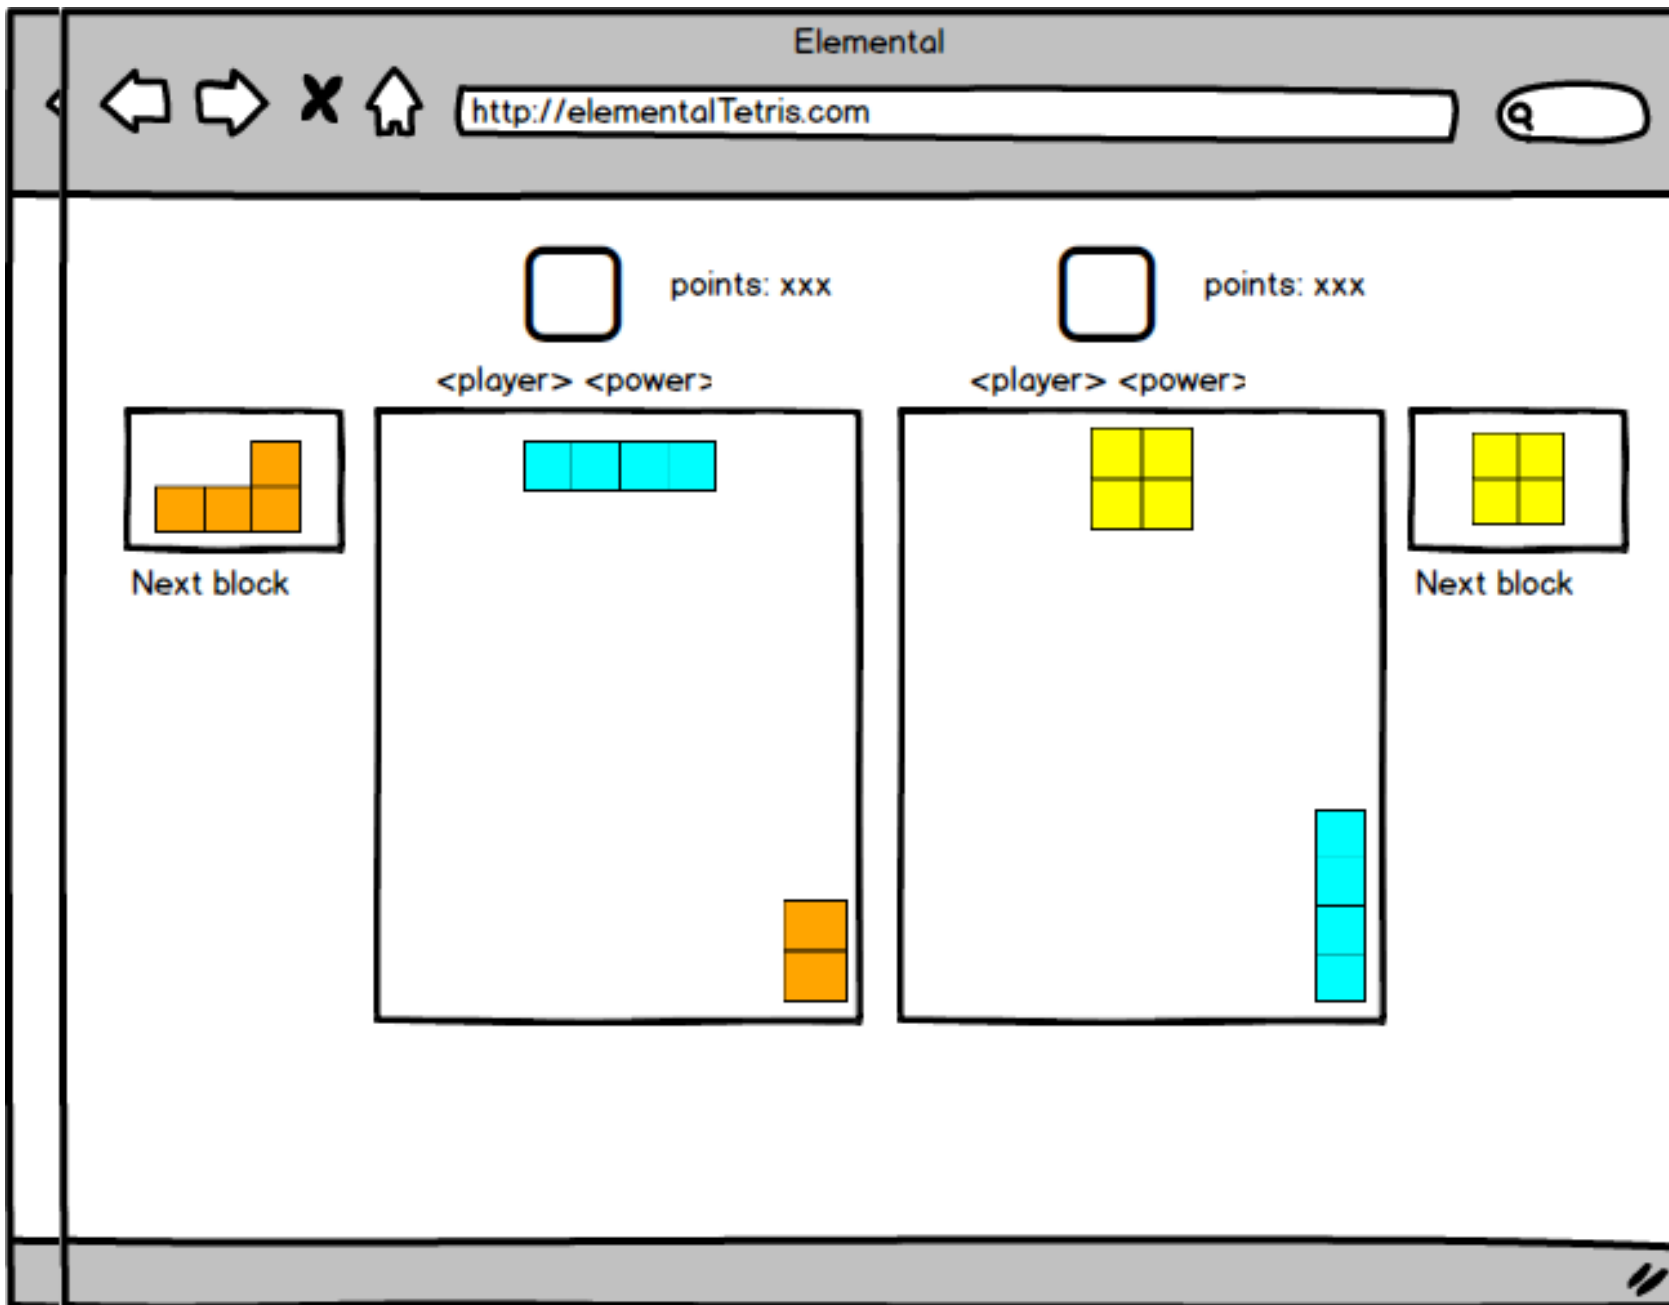 Elemental
http://elementalTetris.com
points: xxx
points: xxx
<player> <power>
<player> <power>
Next block
Next block